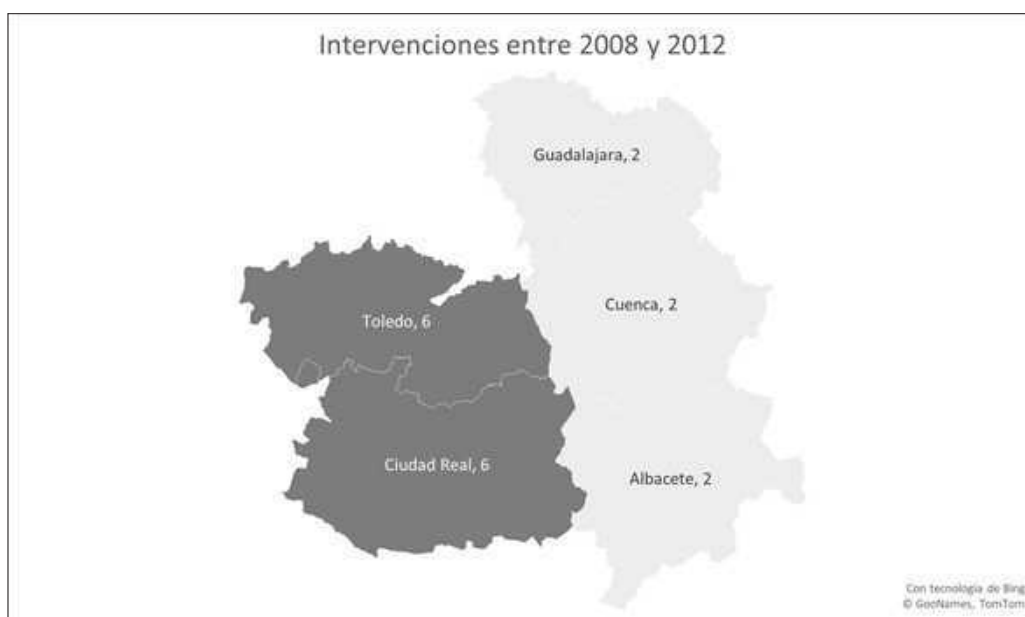 Intervenciones entre 2008 y 2012
Guadalajara, 2
Cuenca, 2
Toledo, 6
Ciudad Real, 6
Albacete, 2
Con tecnología de Bing
© GeoNames, TomTom